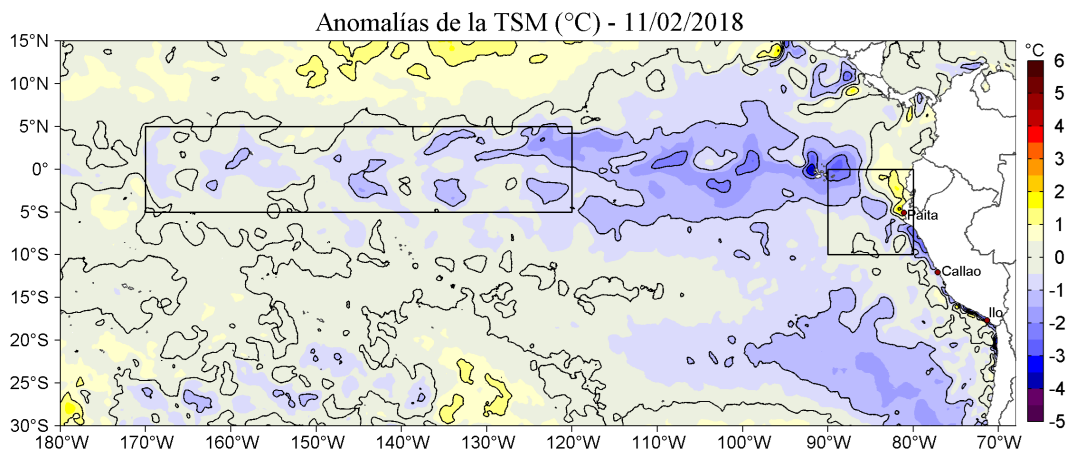 Anomalías de la TSM (°C) - 11/02/2018
15°N
10°N
5°N
0°
5°S
10°S
15°S
20°S
25°S
30°S
180°W
170°W
160°W
150°W
140°W
130°W
120°W
110°W
100°W
90°W
80°W
70°W
Paita
Callao
Ilo
°C
6
5
4
3
2
1
0
-1
-2
-3
-4
-5